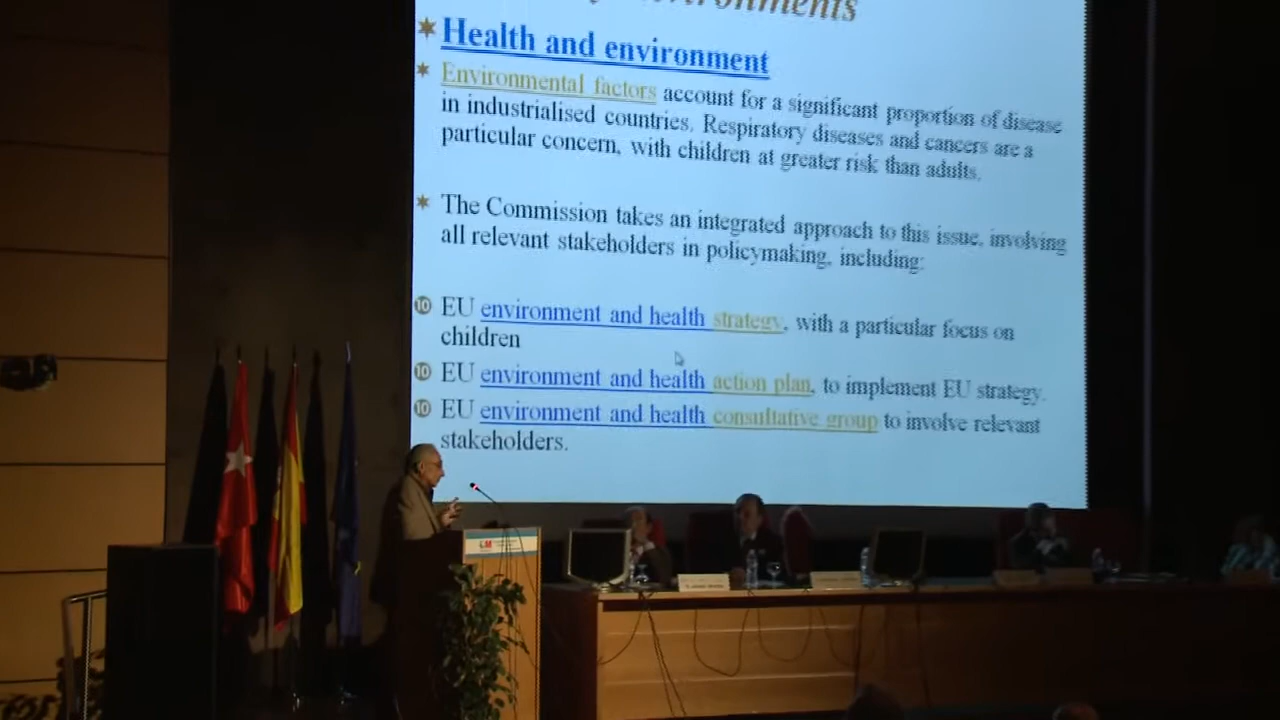 Health and environment
Environmental factors account for a significant proportion of disease
in industrialised countries. Respiratory diseases and cancers are a
particular concern, with children at greater risk than adults.
The Commission takes an integrated approach to this issue, involving
all relevant stakeholders in policymaking, including:
10 EU environment and health strategy, with a particular focus on
children
10 EU environment and health action plan, to implement EU strategy.
10 EU environment and health consultative group to involve relevant
stakeholders.